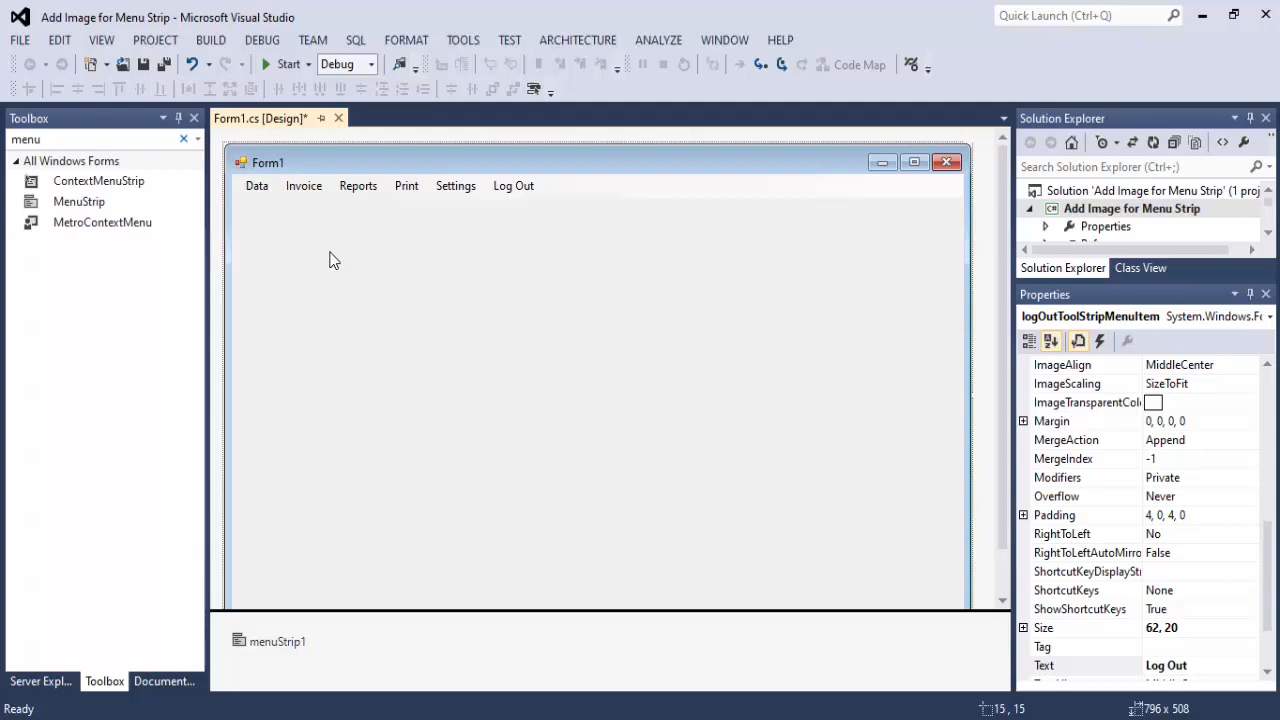 Add Image for Menu Strip - Microsoft Visual Studio
Quick Launch (Ctrl+Q)
FILE EDIT VIEW PROJECT BUILD DEBUG TEAM SQL FORMAT TOOLS TEST ARCHITECTURE ANALYZE WINDOW HELP
Start Debug Code Map
Toolbox
menu
All Windows Forms
ContextMenuStrip
MenuStrip
MetroContextMenu
Server Expl... Toolbox Document...
Form1.cs [Design]*
Form1
Data Invoice Reports Print Settings Log Out
menuStrip1
Solution Explorer
Search Solution Explorer (Ctrl+;)
Solution 'Add Image for Menu Strip' (1 proj
Add Image for Menu Strip
Properties
Solution Explorer Class View
Properties
logOutToolStripMenuItem System.Windows.Fo
ImageAlign MiddleCenter
ImageScaling SizeToFit
ImageTransparentColo
Margin 0, 0, 0, 0
MergeAction Append
MergeIndex -1
Modifiers Private
Overflow Never
Padding 4, 0, 4, 0
RightToLeft No
RightToLeftAutoMirro False
ShortcutKeyDisplayStr
ShortcutKeys None
ShowShortcutKeys True
Size 62, 20
Tag
Text Log Out
Ready 15 , 15 796 x 508